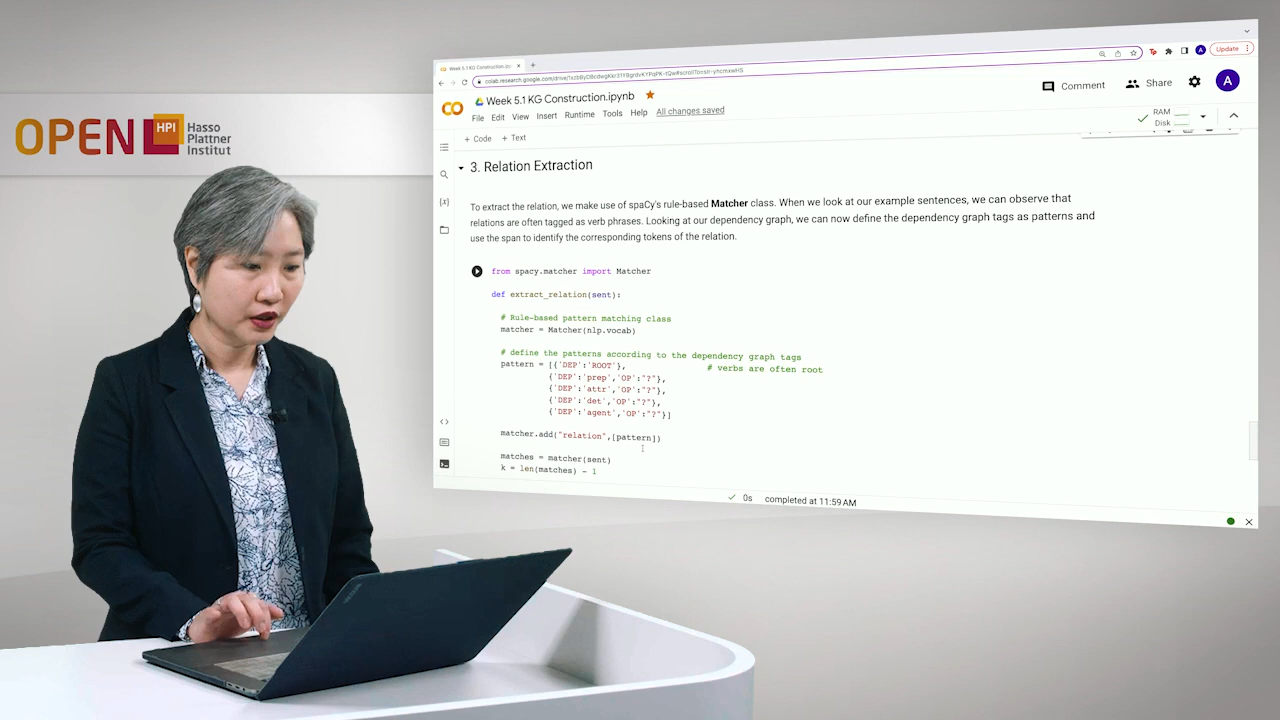 OPEN HPI Hasso
Plattner
Institut
Week 5.1 KG Construction.ipynb
Update
Week 5.1 KG Construction.ipynb
Comment
Share
A
File Edit View Insert Runtime Tools Help All changes saved
RAM
Disk
+ Code + Text
3. Relation Extraction
To extract the relation, we make use of spaCy's rule-based Matcher class. When we look at our example sentences, we can observe that
relations are often tagged as verb phrases. Looking at our dependency graph, we can now define the dependency graph tags as patterns and
use the span to identify the corresponding tokens of the relation.
from spacy.matcher import Matcher
def extract_relation(sent):
# Rule-based pattern matching class
matcher = Matcher(nlp.vocab)
# define the patterns according to the dependency graph tags
pattern = [{'DEP':'ROOT'}, # verbs are often root
{'DEP':'prep','OP':"?"},
{'DEP':'attr','OP':"?"},
{'DEP':'det','OP':"?"},
{'DEP':'agent','OP':"?"}]
matcher.add("relation",[pattern])
matches = matcher(sent)
k = len(matches) - 1
0s completed at 11:59 AM